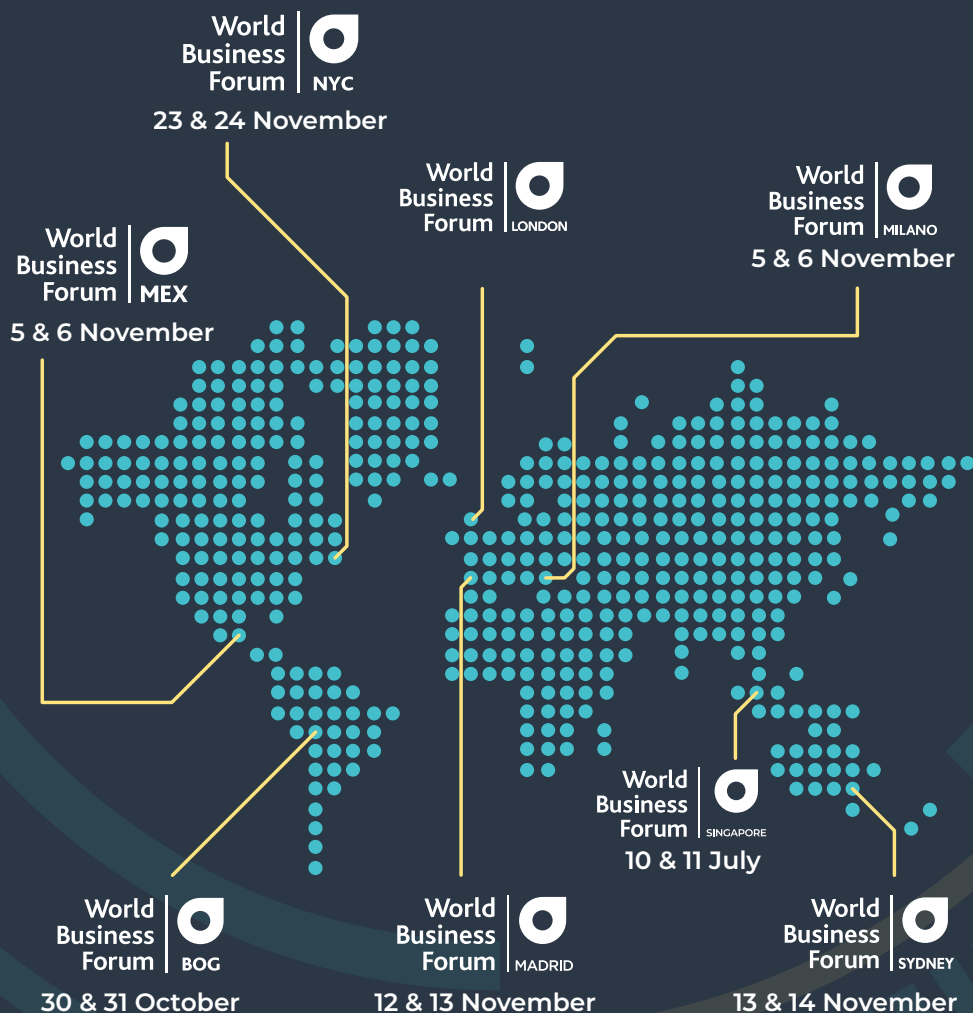 World
Business
Forum
NYC
23 & 24 November
World
Business
Forum
LONDON
World
Business
Forum
MILANO
5 & 6 November
World
Business
Forum
MEX
5 & 6 November
World
Business
Forum
SINGAPORE
10 & 11 July
World
Business
Forum
BOG
30 & 31 October
World
Business
Forum
MADRID
12 & 13 November
World
Business
Forum
SYDNEY
13 & 14 November